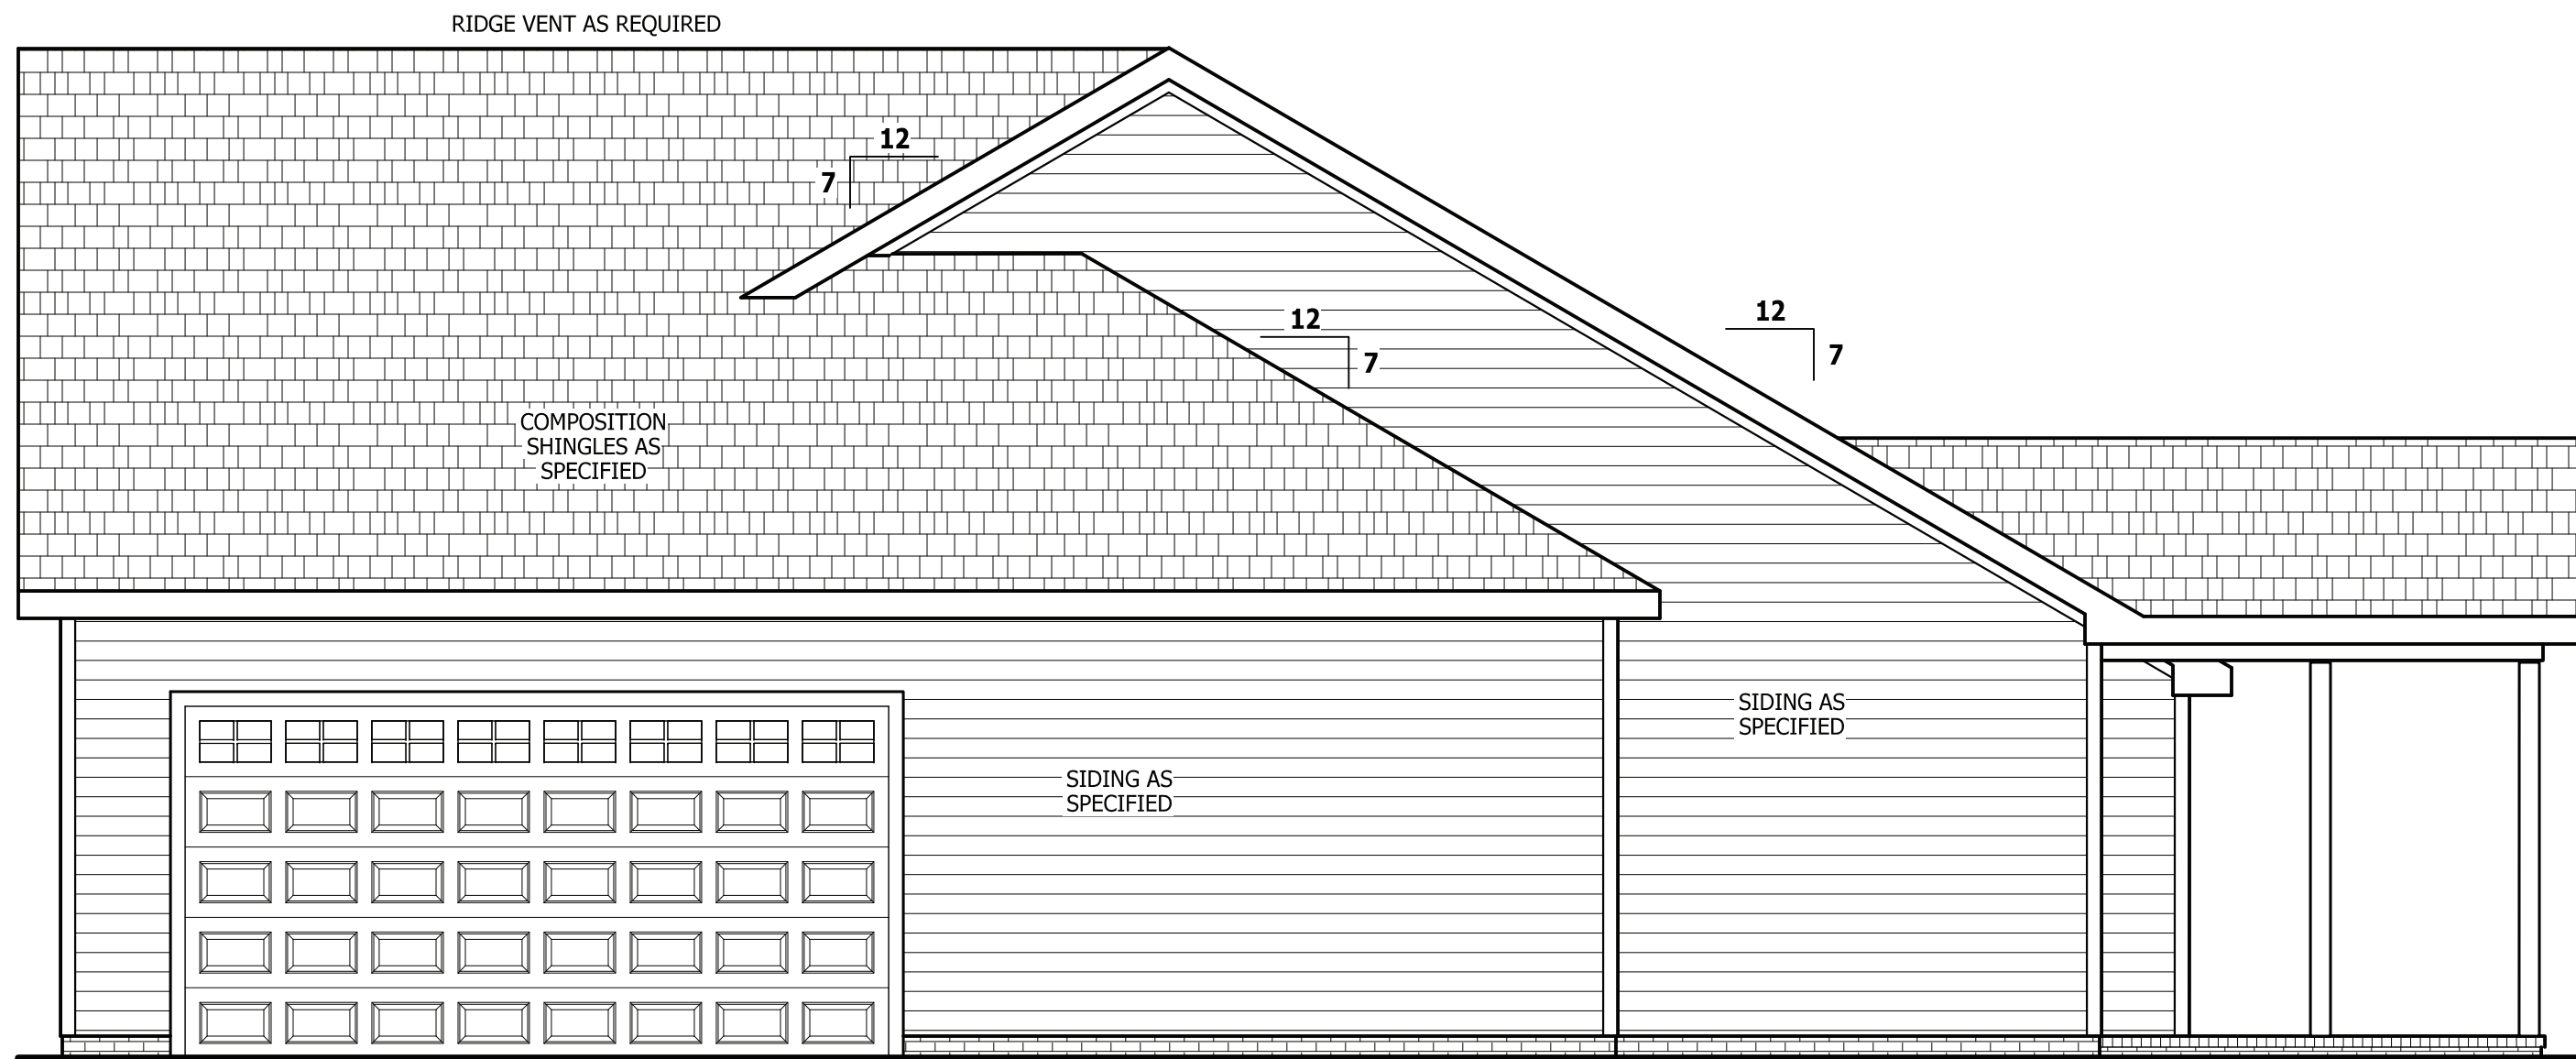 RIDGE VENT AS REQUIRED
12
7
12
7
12
7
COMPOSITION
SHINGLES AS
SPECIFIED
SIDING AS
SPECIFIED
SIDING AS
SPECIFIED